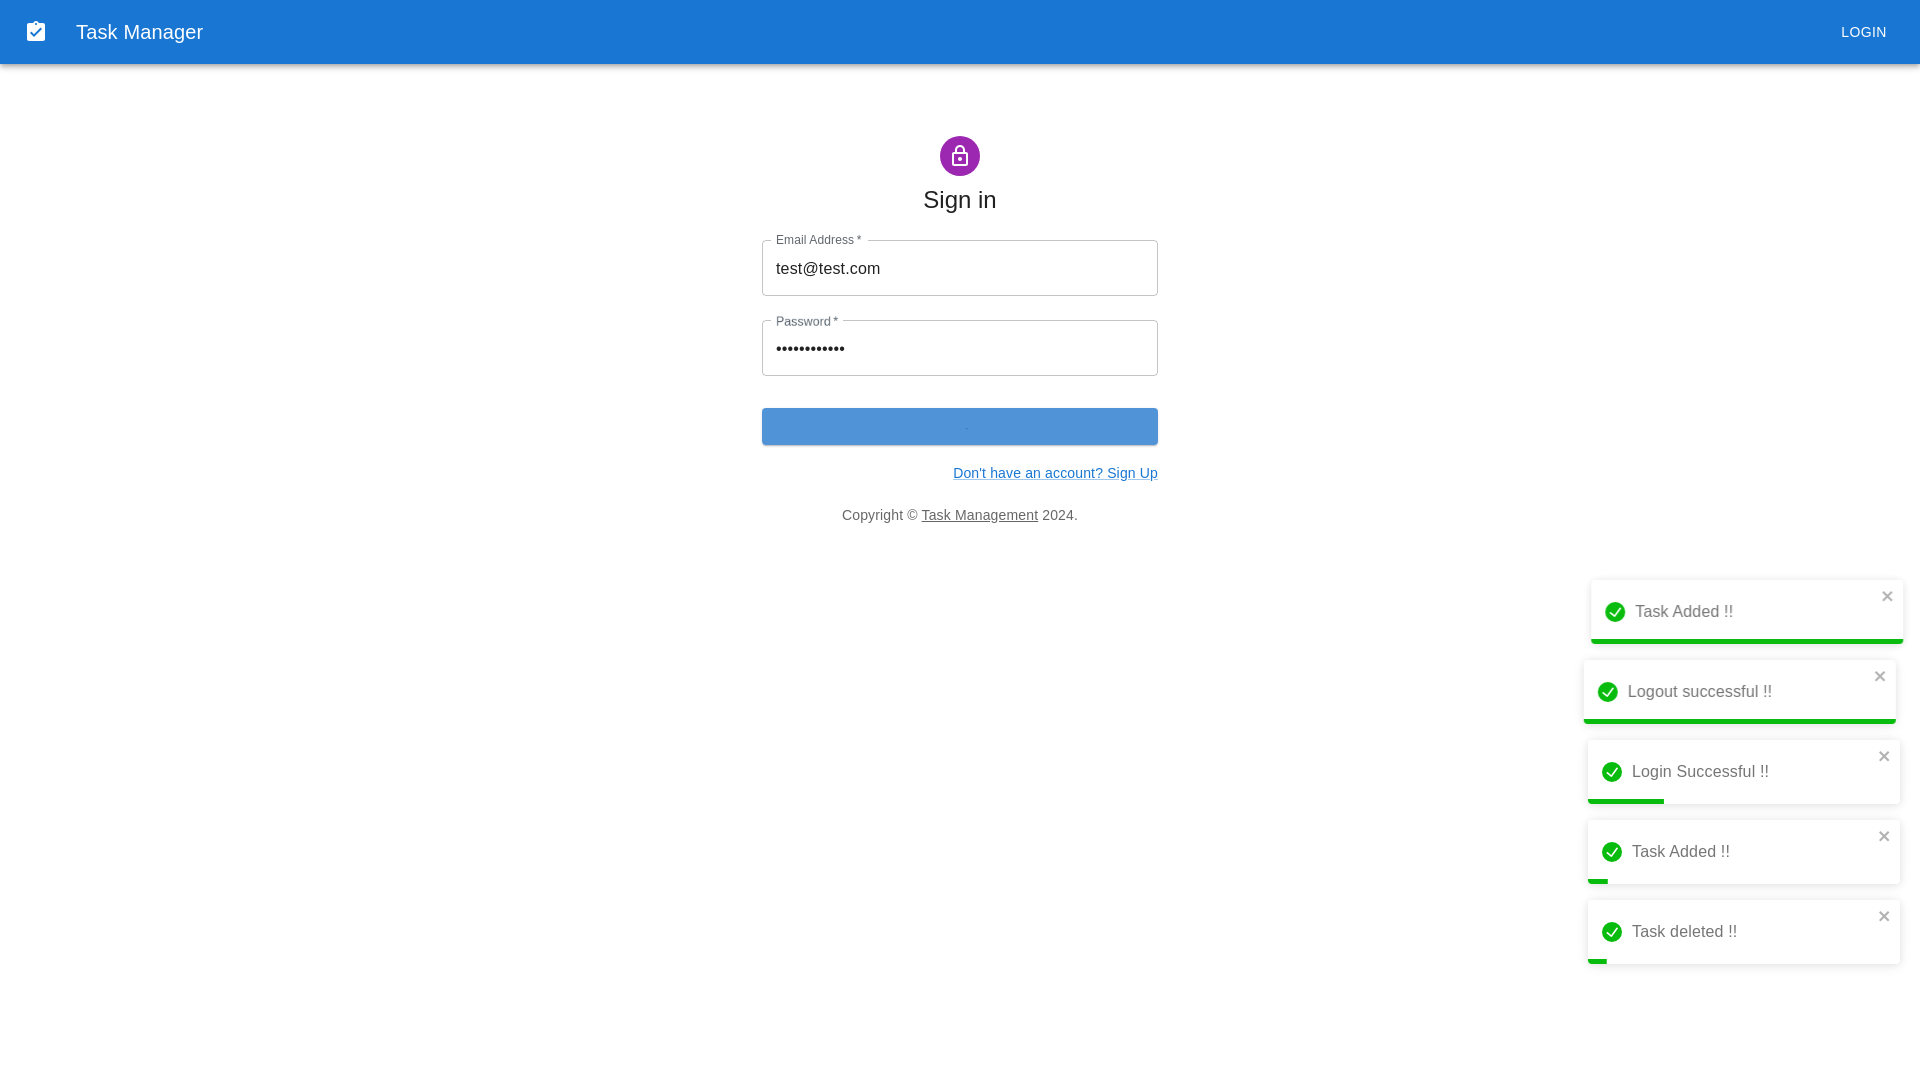 Task Manager
LOGIN
Sign in
Email Address *
test@test.com
Password *
••••••••••••
Don't have an account? Sign Up
Copyright © Task Management 2024.
Task Added !!
Logout successful !!
Login Successful !!
Task Added !!
Task deleted !!